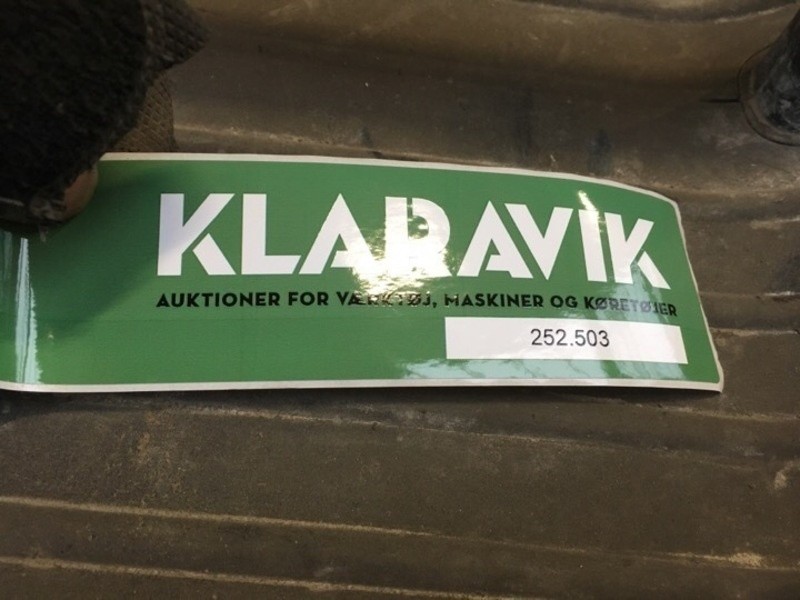 KLARAVIK
AUKTIONER FOR VÆRKTØJ, MASKINER OG KØRETØJER
252.503